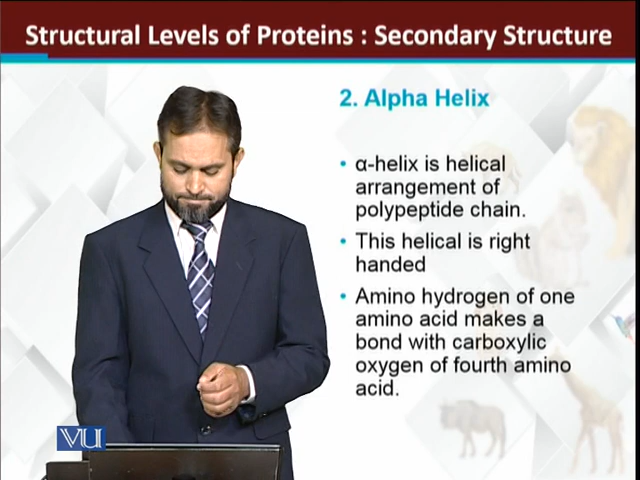 Structural Levels of Proteins : Secondary Structure
2. Alpha Helix
• α-helix is helical
arrangement of
polypeptide chain.
• This helical is right
handed
• Amino hydrogen of one
amino acid makes a
bond with carboxylic
oxygen of fourth amino
acid.
VU